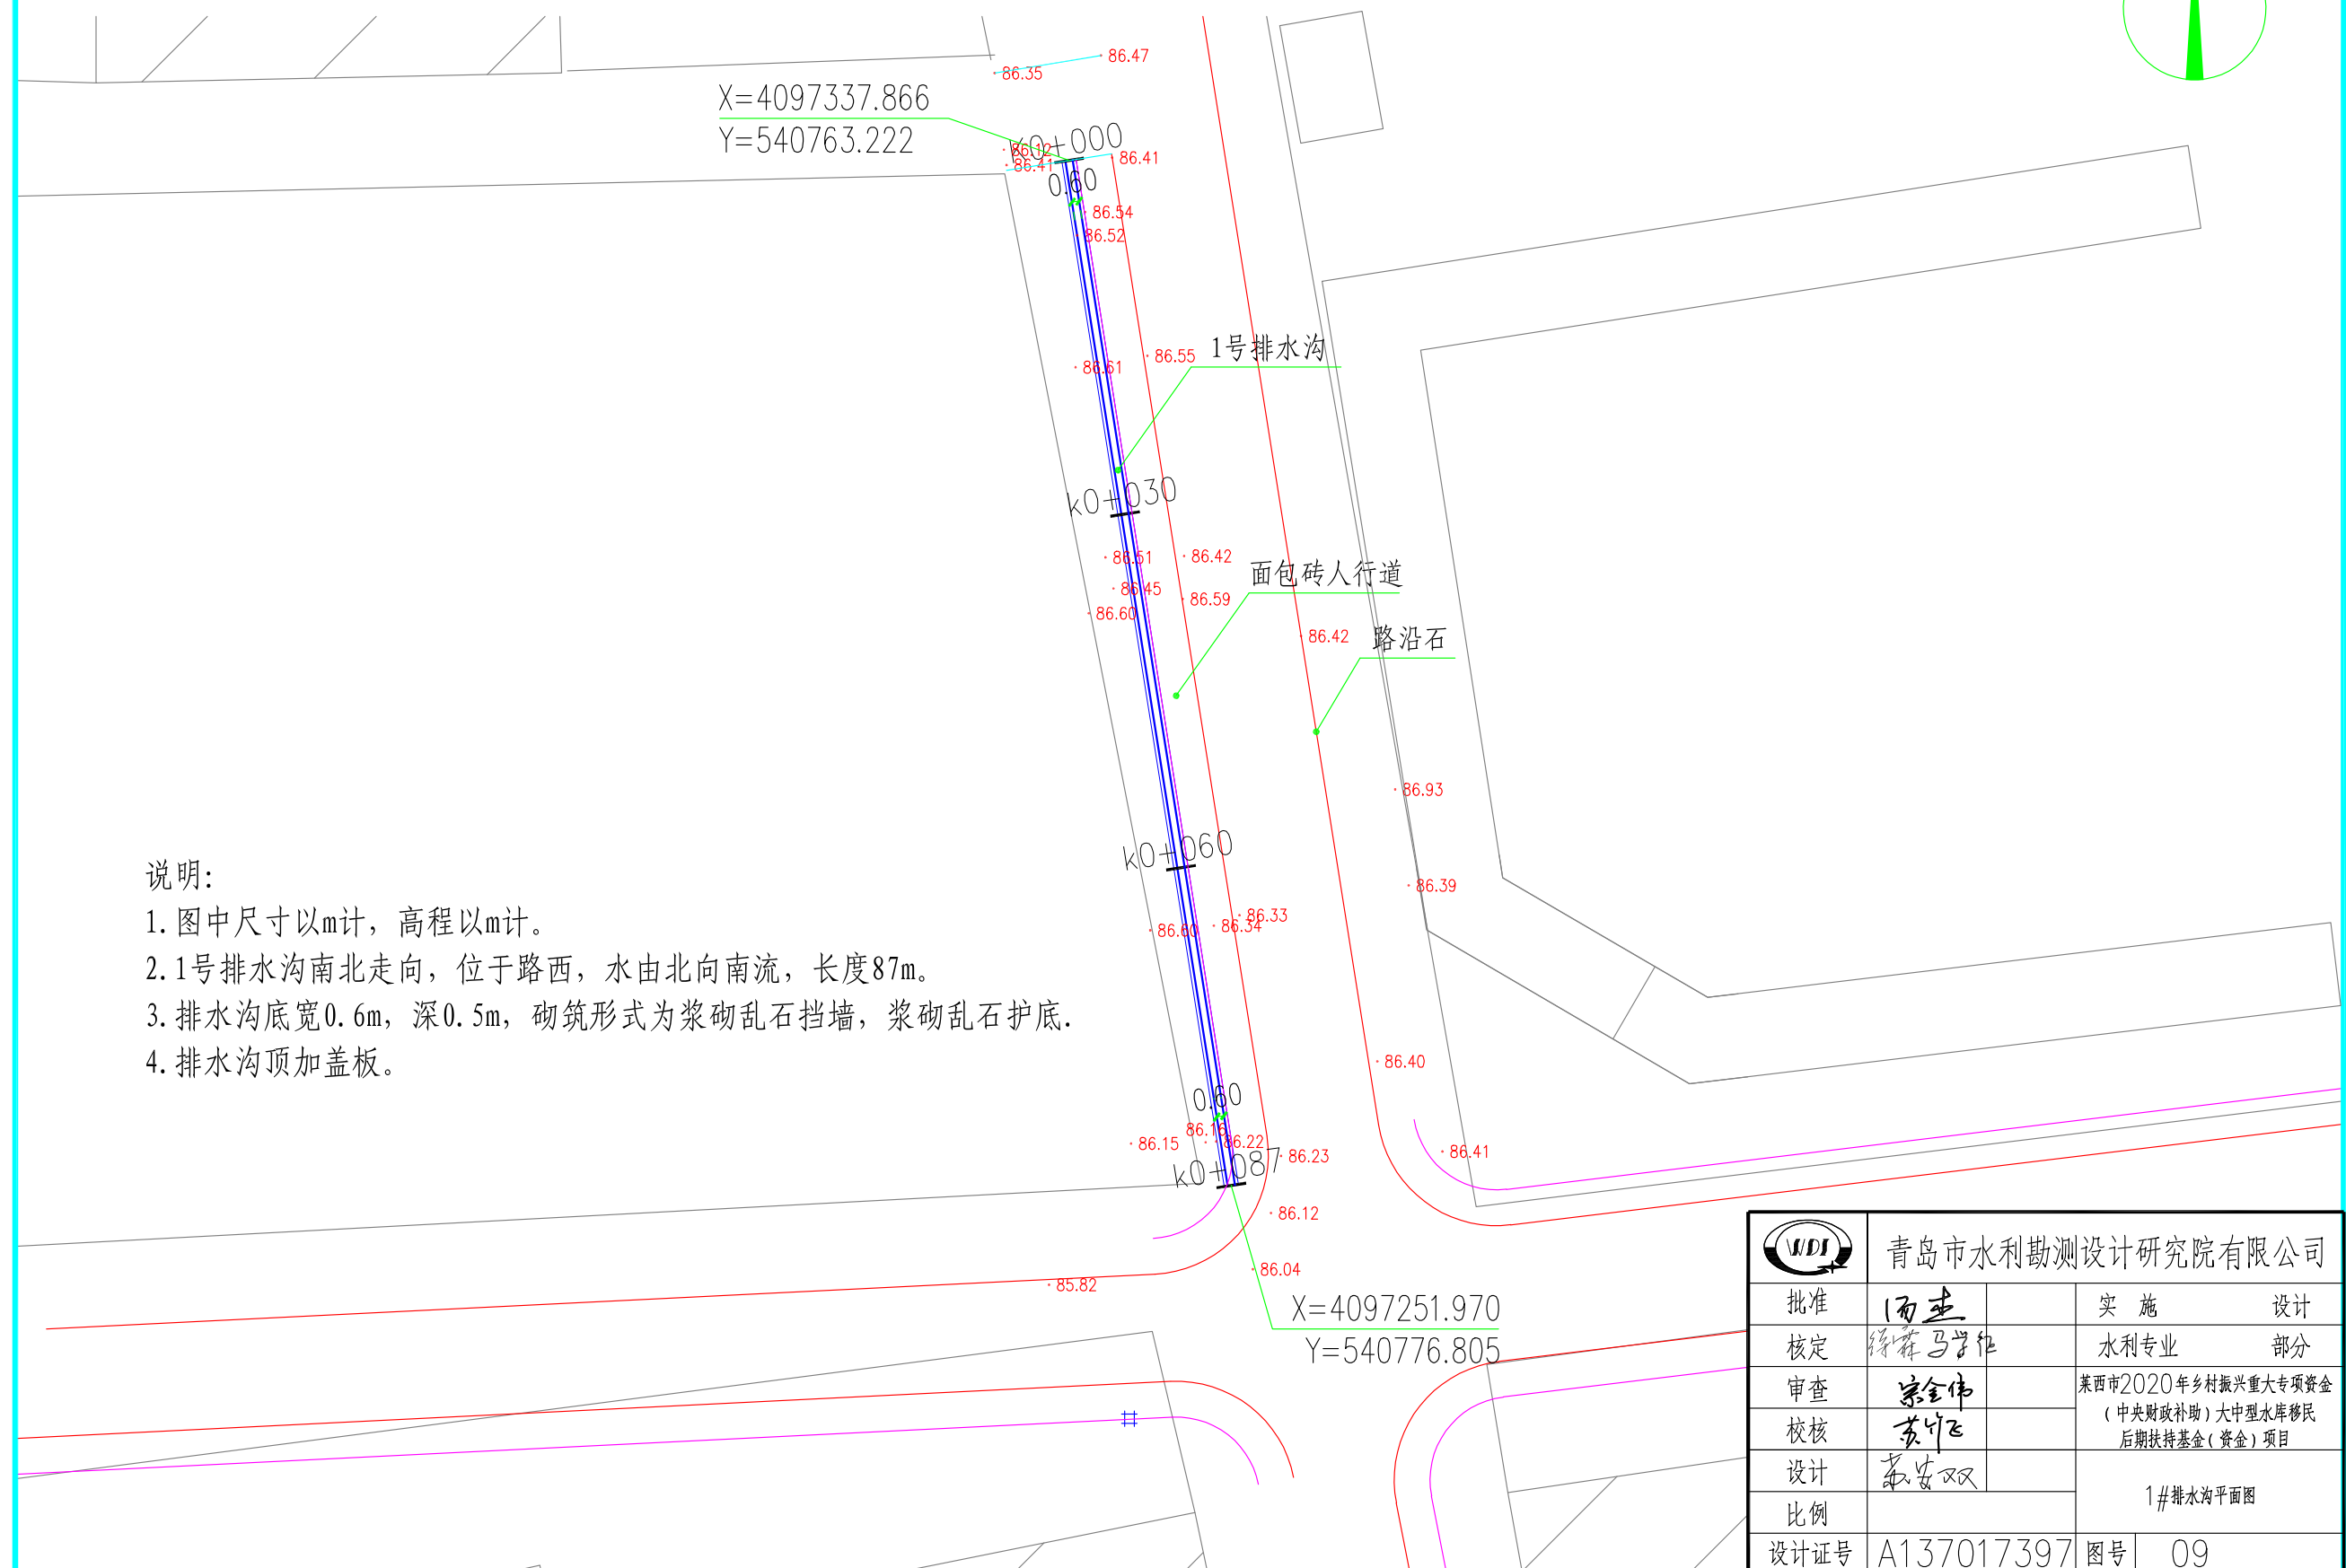 86.47
86.35
X=4097337.866
Y=540763.222
k0+000
86.12
86.41
86.41
0.60
86.54
86.52
1号排水沟
86.55
86.61
k0+030
86.51
86.42
面包砖人行道
86.45
86.59
86.60
86.42
路沿石
86.93
k0+060
86.39
86.33
86.34
86.60
说明:
1.图中尺寸以m计，高程以m计。
2.1号排水沟南北走向，位于路西，水由北向南流，长度87m。
3.排水沟底宽0.6m，深0.5m，砌筑形式为浆砌乱石挡墙，浆砌乱石护底.
4.排水沟顶加盖板。
86.40
0.60
86.16
86.15
86.22
86.23
86.41
k0+087
86.12
86.04
85.82
X=4097251.970
Y=540776.805
WDI
青岛市水利勘测设计研究院有限公司
批准
实 施 设计
核定
水利专业 部分
审查 宗全伟
莱西市2020年乡村振兴重大专项资金
(中央财政补助)大中型水库移民
后期扶持基金(资金)项目
校核
设计
1#排水沟平面图
比例
设计证号 A137017397 图号 09